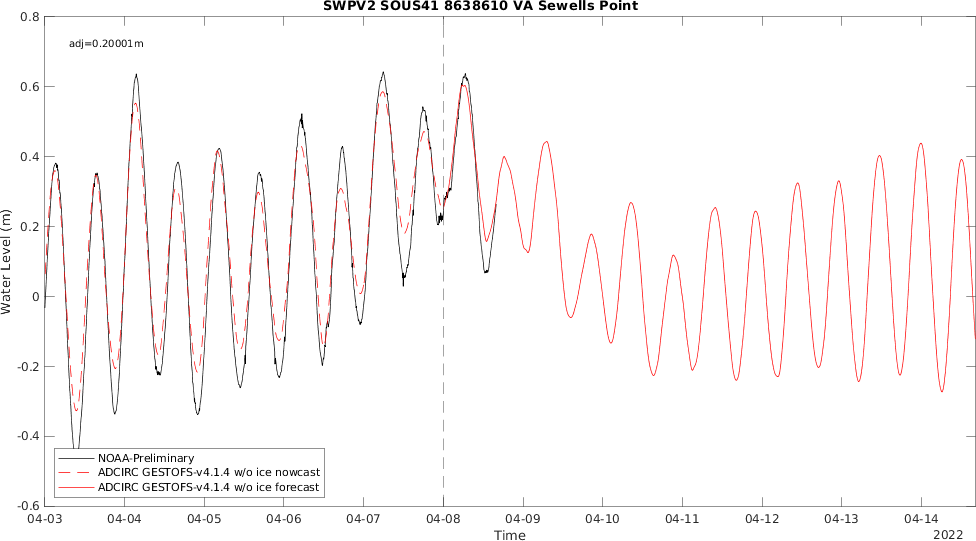 SWPV2 SOUS41 8638610 VA Sewells Point
adj=0.20001m
0.8
0.6
0.4
0.2
0
-0.2
-0.4
-0.6
Water Level (m)
NOAA-Preliminary
ADCIRC GESTOFS-v4.1.4 w/o ice nowcast
ADCIRC GESTOFS-v4.1.4 w/o ice forecast
04-03 04-04 04-05 04-06 04-07 04-08 04-09 04-10 04-11 04-12 04-13 04-14
Time
2022